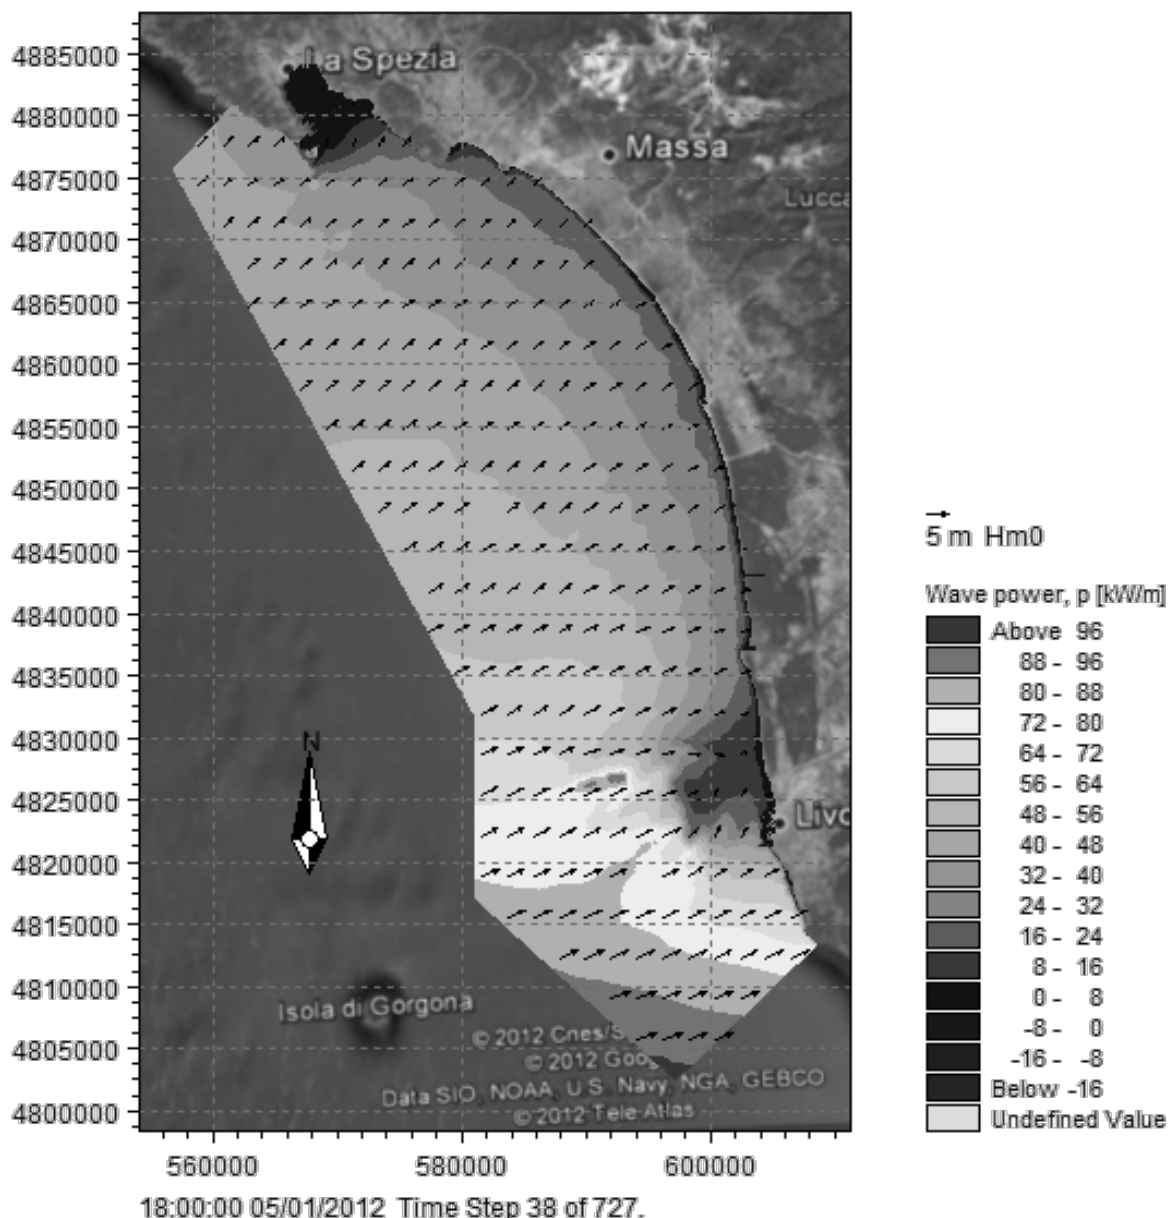 4885000
4880000
4875000
4870000
4865000
4860000
4855000
4850000
4845000
4840000
4835000
4830000
4825000
4820000
4815000
4810000
4805000
4800000
560000
580000
600000
La Spezia
Massa
Lucca
Livo
N
Isola di Gorgona
© 2012 Cnes/S
© 2012 Goog
Data SIO, NOAA, U.S. Navy, NGA, GEBCO
© 2012 Tele Atlas
5 m Hm0
Wave power, p [kW/m]
Above 96
88 - 96
80 - 88
72 - 80
64 - 72
56 - 64
48 - 56
40 - 48
32 - 40
24 - 32
16 - 24
8 - 16
0 - 8
-8 - 0
-16 - -8
Below -16
Undefined Value
18:00:00 05/01/2012 Time Step 38 of 727.